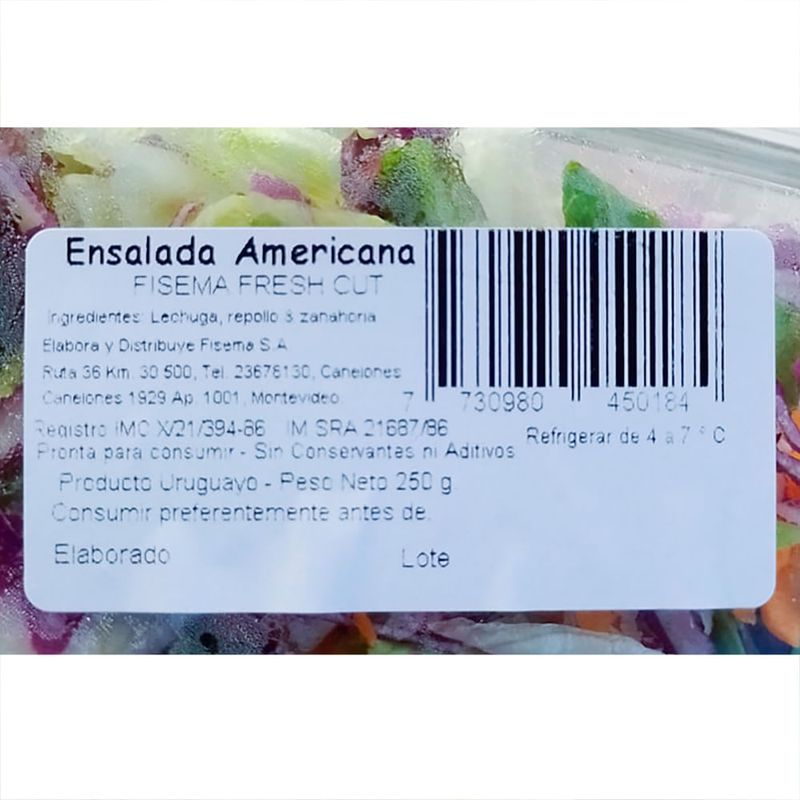 Ensalada Americana
FISEMA FRESH CUT
Ingredientes: Lechuga, repollo & zanahoria
Elabora y Distribuye Fisema S.A.
Ruta 36 Km. 30 500, Tel. 23676130, Canelones
Canelones 1929 Ap. 1001, Montevideo.
7 730980 450184
Registro IMC X/21/394-86 IM SRA 21687/86
Refrigerar de 4 a 7 ° C
Pronta para consumir - Sin Conservantes ni Aditivos
Producto Uruguayo - Peso Neto 250 g.
Consumir preferentemente antes de.
Elaborado Lote